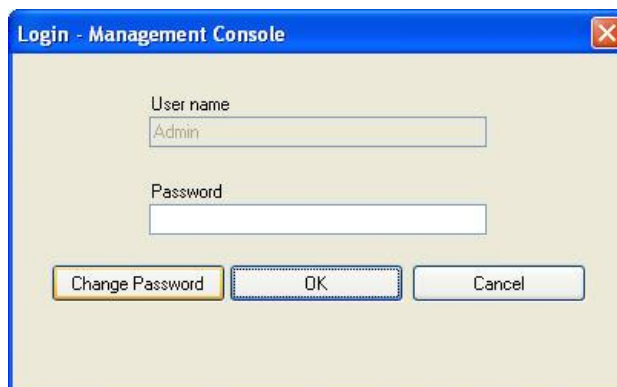 Login - Management Console
User name
Admin
Password
Change Password OK Cancel